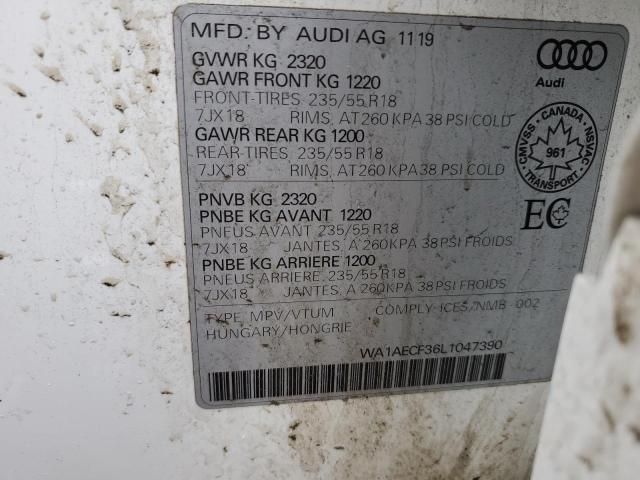 MFD. BY AUDI AG 11 19
GVWR KG 2320
GAWR FRONT KG 1220
FRONT-TIRES 235/55 R18
7JX18 RIMS, AT 260 KPA 38 PSI COLD
GAWR REAR KG 1200
REAR-TIRES 235/55 R18
7JX18 RIMS, AT 260 KPA 38 PSI COLD
Audi
CMVSS - CANADA - NSVAC
961
TRANSPORT
EC
PNVB KG 2320
PNBE KG AVANT 1220
PNEUS AVANT 235/55 R18
7JX18 JANTES, A 260 KPA 38 PSI FROIDS
PNBE KG ARRIERE 1200
PNEUS ARRIERE 235/55 R18
7JX18 JANTES, A 260 KPA 38 PSI FROIDS
TYPE MPV/VTUM COMPLY ICES/NMB 002
HUNGARY/HONGRIE
WA1AECF36L1047390